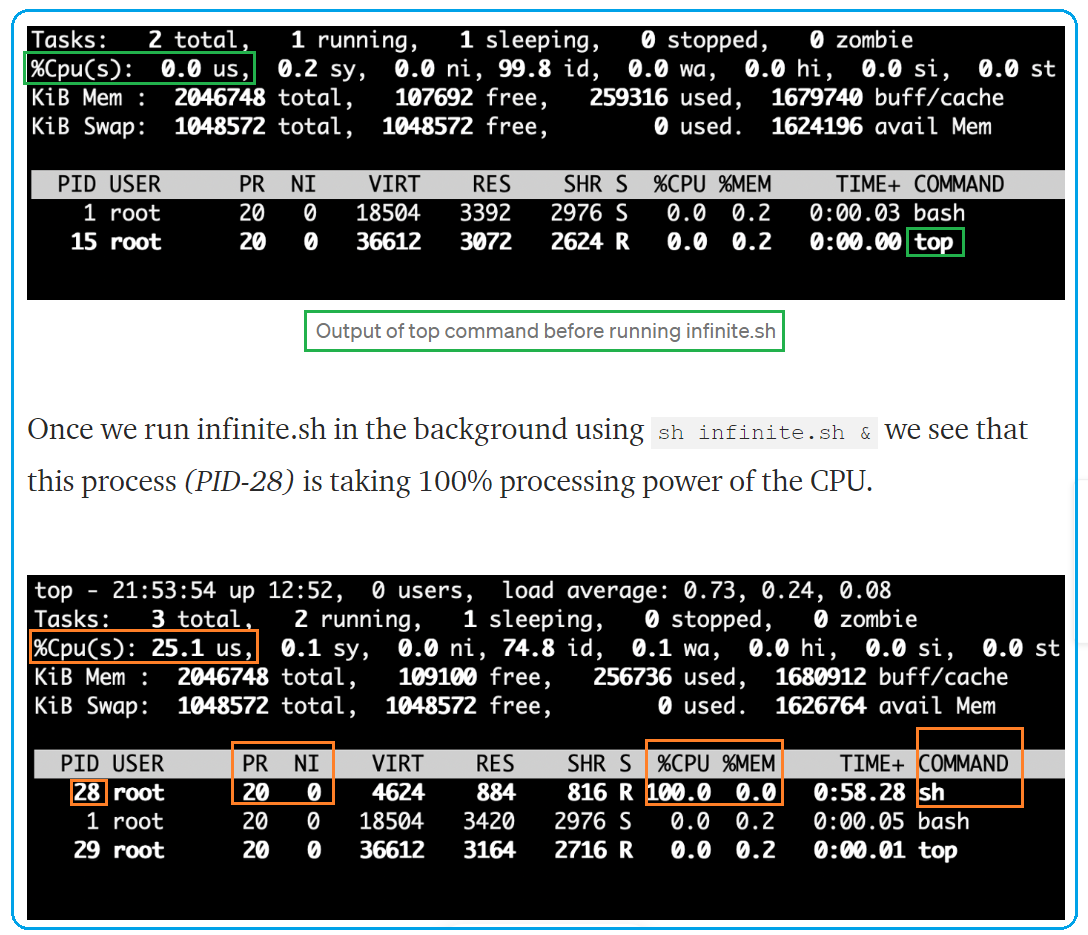 Tasks:   2 total,   1 running,   1 sleeping,   0 stopped,   0 zombie
%Cpu(s):  0.0 us,  0.2 sy,  0.0 ni, 99.8 id,  0.0 wa,  0.0 hi,  0.0 si,  0.0 st
KiB Mem :  2046748 total,   107692 free,   259316 used,  1679740 buff/cache
KiB Swap:  1048572 total,  1048572 free,        0 used.  1624196 avail Mem
PID USER      PR  NI    VIRT    RES    SHR S  %CPU %MEM     TIME+ COMMAND
1 root      20   0   18504   3392   2976 S   0.0  0.2   0:00.03 bash
15 root      20   0   36612   3072   2624 R   0.0  0.2   0:00.00 top
Output of top command before running infinite.sh
Once we run infinite.sh in the background using sh infinite.sh & we see that
this process (PID-28) is taking 100% processing power of the CPU.
top - 21:53:54 up 12:52,  0 users,  load average: 0.73, 0.24, 0.08
Tasks:   3 total,   2 running,   1 sleeping,   0 stopped,   0 zombie
%Cpu(s): 25.1 us,  0.1 sy,  0.0 ni, 74.8 id,  0.1 wa,  0.0 hi,  0.0 si,  0.0 st
KiB Mem :  2046748 total,   109100 free,   256736 used,  1680912 buff/cache
KiB Swap:  1048572 total,  1048572 free,        0 used.  1626764 avail Mem
PID USER      PR  NI    VIRT    RES    SHR S  %CPU %MEM     TIME+ COMMAND
28 root      20   0    4624    884    816 R 100.0  0.0   0:58.28 sh
1 root      20   0   18504   3420   2976 S   0.0  0.2   0:00.05 bash
29 root      20   0   36612   3164   2716 R   0.0  0.2   0:00.01 top